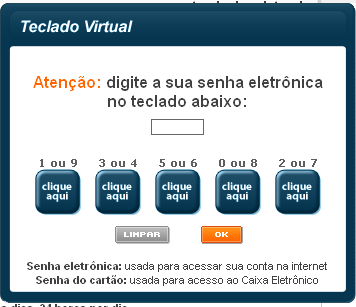 Teclado Virtual
Atenção: digite a sua senha eletrônica
no teclado abaixo:
1 ou 9 3 ou 4 5 ou 6 0 ou 8 2 ou 7
clique aqui clique aqui clique aqui clique aqui clique aqui
LIMPAR OK
Senha eletrônica: usada para acessar sua conta na internet
Senha do cartão: usada para acesso ao Caixa Eletrônico